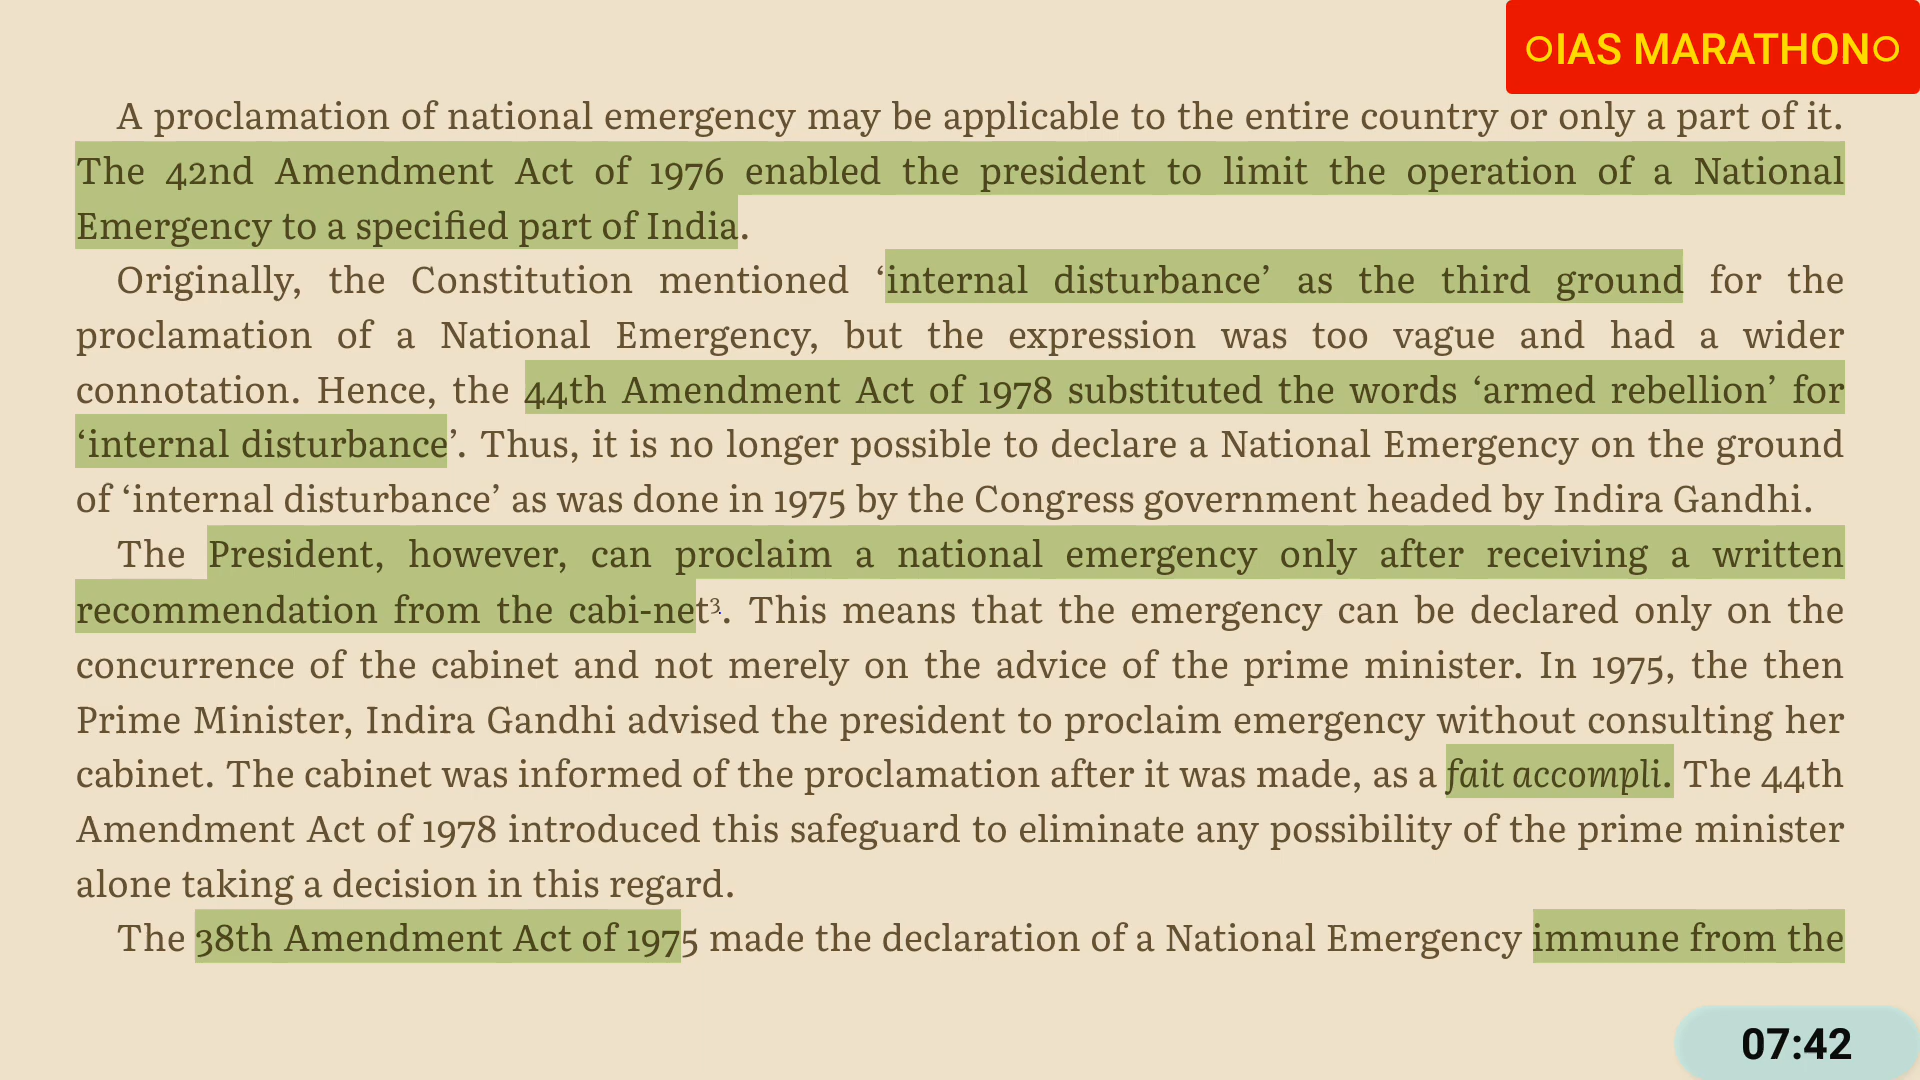 ○IAS MARATHON○
A proclamation of national emergency may be applicable to the entire country or only a part of it.
The 42nd Amendment Act of 1976 enabled the president to limit the operation of a National
Emergency to a specified part of India.
Originally, the Constitution mentioned ‘internal disturbance’ as the third ground for the
proclamation of a National Emergency, but the expression was too vague and had a wider
connotation. Hence, the 44th Amendment Act of 1978 substituted the words ‘armed rebellion’ for
‘internal disturbance’. Thus, it is no longer possible to declare a National Emergency on the ground
of ‘internal disturbance’ as was done in 1975 by the Congress government headed by Indira Gandhi.
The President, however, can proclaim a national emergency only after receiving a written
recommendation from the cabi-net³. This means that the emergency can be declared only on the
concurrence of the cabinet and not merely on the advice of the prime minister. In 1975, the then
Prime Minister, Indira Gandhi advised the president to proclaim emergency without consulting her
cabinet. The cabinet was informed of the proclamation after it was made, as a fait accompli. The 44th
Amendment Act of 1978 introduced this safeguard to eliminate any possibility of the prime minister
alone taking a decision in this regard.
The 38th Amendment Act of 1975 made the declaration of a National Emergency immune from the
07:42